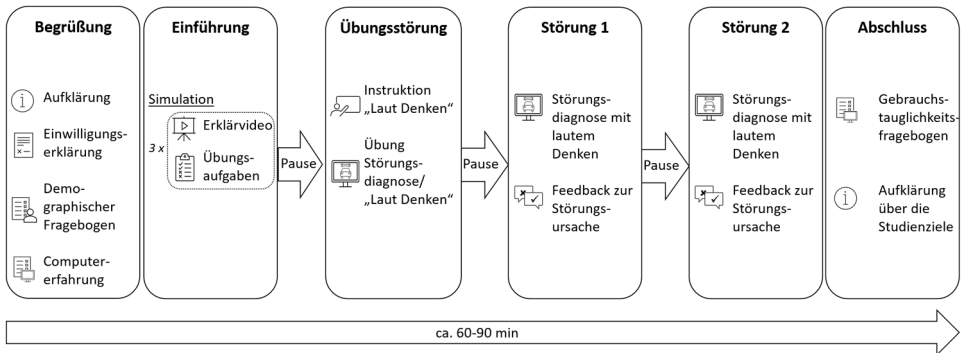 Begrüßung
Aufklärung
Einwilligungs-
erklärung
Demo-
graphischer
Fragebogen
Computer-
erfahrung
Einführung
Simulation
3 x
Erklärvideo
Übungs-
aufgaben
Pause
Übungsstörung
Instruktion
„Laut Denken“
Übung
Störungs-
diagnose/
„Laut Denken“
Pause
Störung 1
Störungs-
diagnose mit
lautem
Denken
Feedback zur
Störungs-
ursache
Pause
Störung 2
Störungs-
diagnose mit
lautem
Denken
Feedback zur
Störungs-
ursache
Abschluss
Gebrauchs-
tauglichkeits-
fragebogen
Aufklärung
über die
Studienziele
ca. 60-90 min